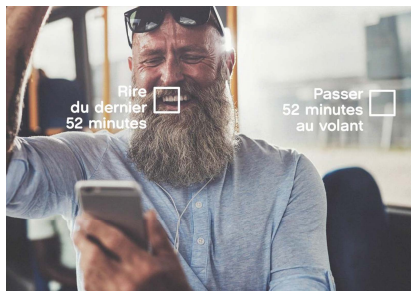 Rire
du dernier
52 minutes
Passer
52 minutes
au volant